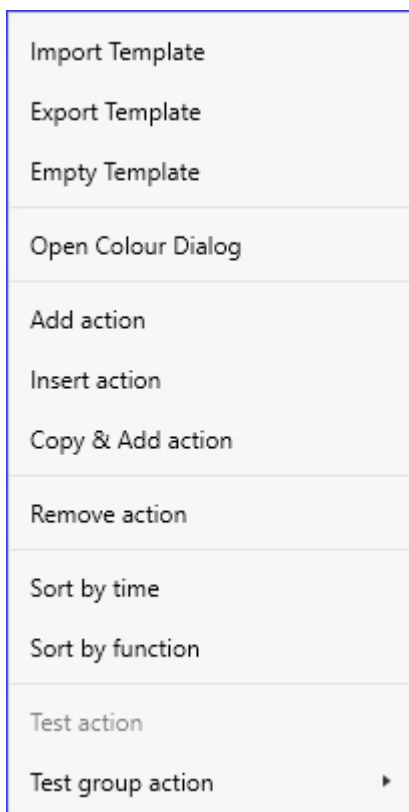 Import Template
Export Template
Empty Template
Open Colour Dialog
Add action
Insert action
Copy & Add action
Remove action
Sort by time
Sort by function
Test action
Test group action